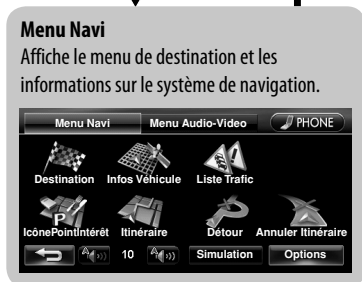 Menu Navi
Affiche le menu de destination et les
informations sur le système de navigation.
Menu Navi Menu Audio-Video PHONE
Destination Infos Véhicule Liste Trafic
IcônePointIntérêt Itinéraire Détour Annuler Itinéraire
A 10 A Simulation Options